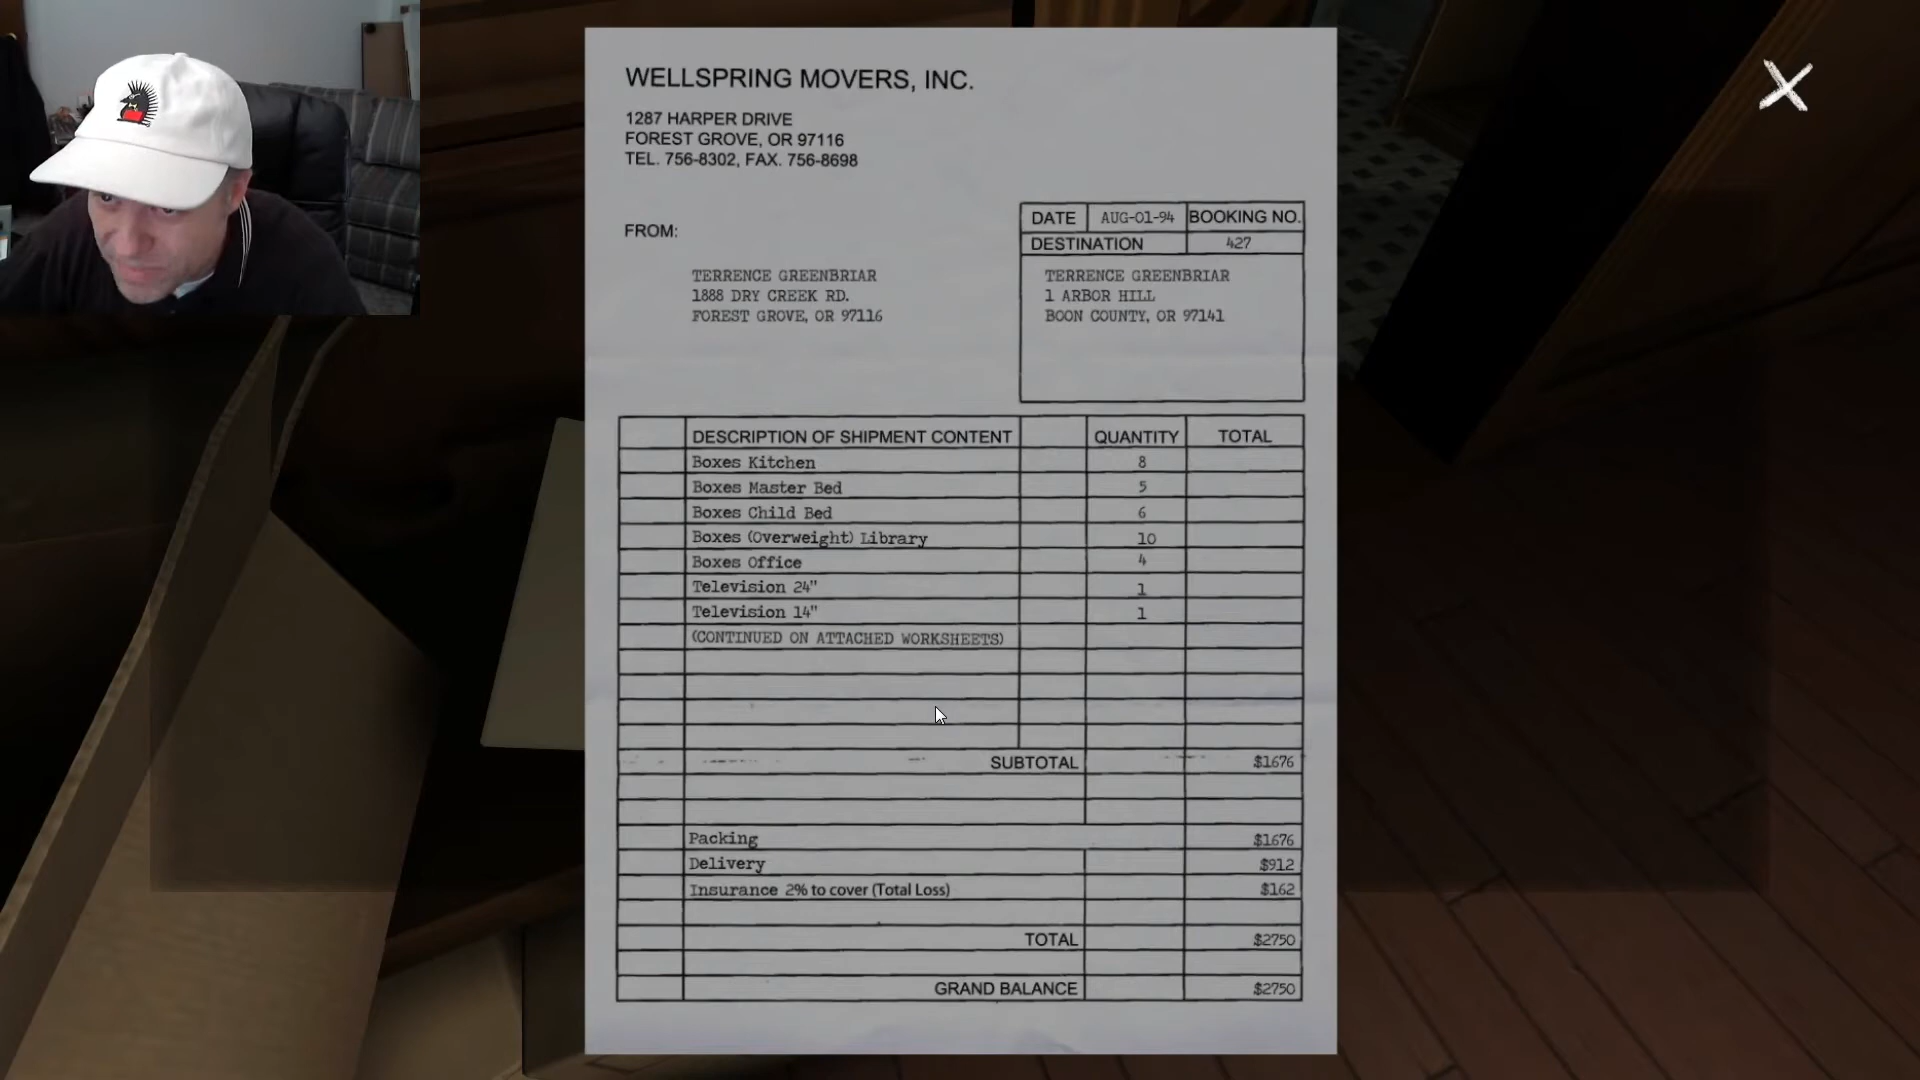 WELLSPRING MOVERS, INC.
1287 HARPER DRIVE
FOREST GROVE, OR 97116
TEL. 756-8302, FAX. 756-8698
DATE AUG-01-94 BOOKING NO.
DESTINATION 427
FROM:
TERRENCE GREENBRIAR
1888 DRY CREEK RD.
FOREST GROVE, OR 97116
TERRENCE GREENBRIAR
1 ARBOR HILL
BOON COUNTY, OR 97141
DESCRIPTION OF SHIPMENT CONTENT QUANTITY TOTAL
Boxes Kitchen 8
Boxes Master Bed 5
Boxes Child Bed 6
Boxes (Overweight) Library 10
Boxes Office 4
Television 24" 1
Television 14" 1
(CONTINUED ON ATTACHED WORKSHEETS)
SUBTOTAL $1676
Packing $1676
Delivery $912
Insurance 2% to cover (Total Loss) $162
TOTAL $2750
GRAND BALANCE $2750